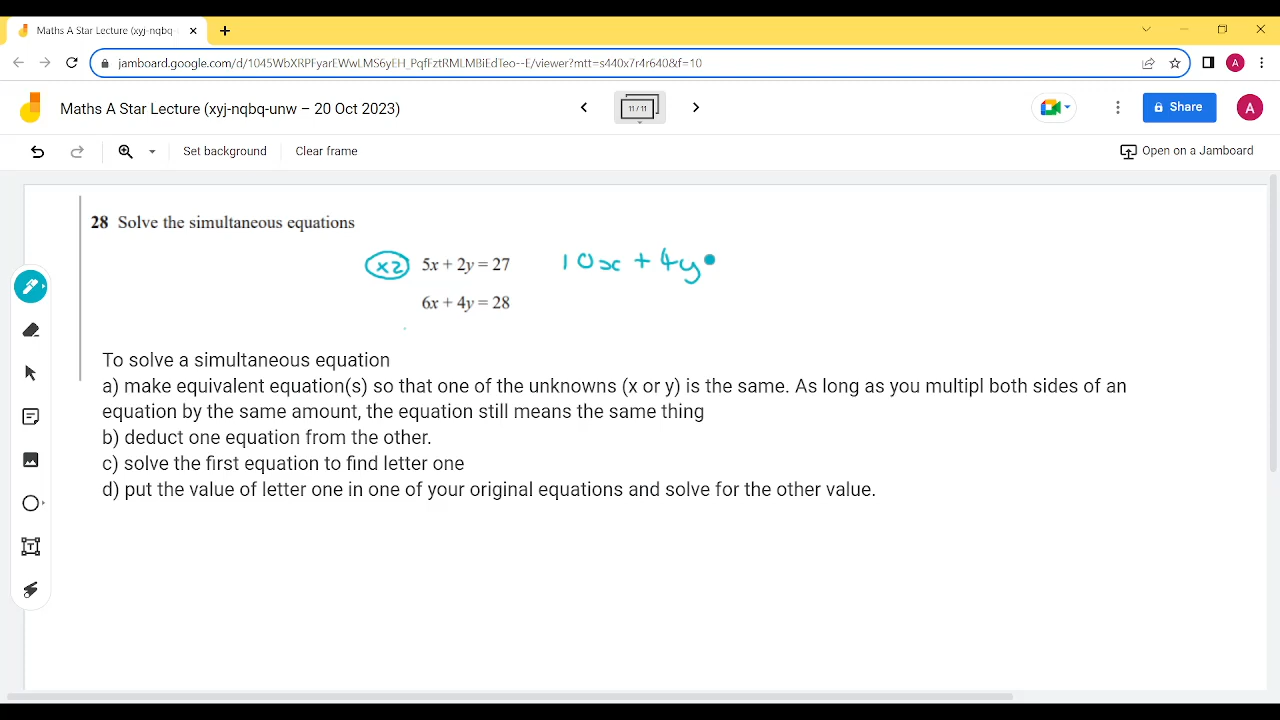 Maths A Star Lecture (xyj-nqbq
jamboard.google.com/d/1045WbXRPFyarEWwLMS6yEH_PqfFztRMLMBiEdTeo--E/viewer?mtt=s440x7r4r640&f=10
A
Maths A Star Lecture (xyj-nqbq-unw – 20 Oct 2023)
11 / 11
Share
A
Set background
Clear frame
Open on a Jamboard
28 Solve the simultaneous equations
×2 5x + 2y = 27 10x + 4y
6x + 4y = 28
To solve a simultaneous equation
a) make equivalent equation(s) so that one of the unknowns (x or y) is the same. As long as you multipl both sides of an
equation by the same amount, the equation still means the same thing
b) deduct one equation from the other.
c) solve the first equation to find letter one
d) put the value of letter one in one of your original equations and solve for the other value.